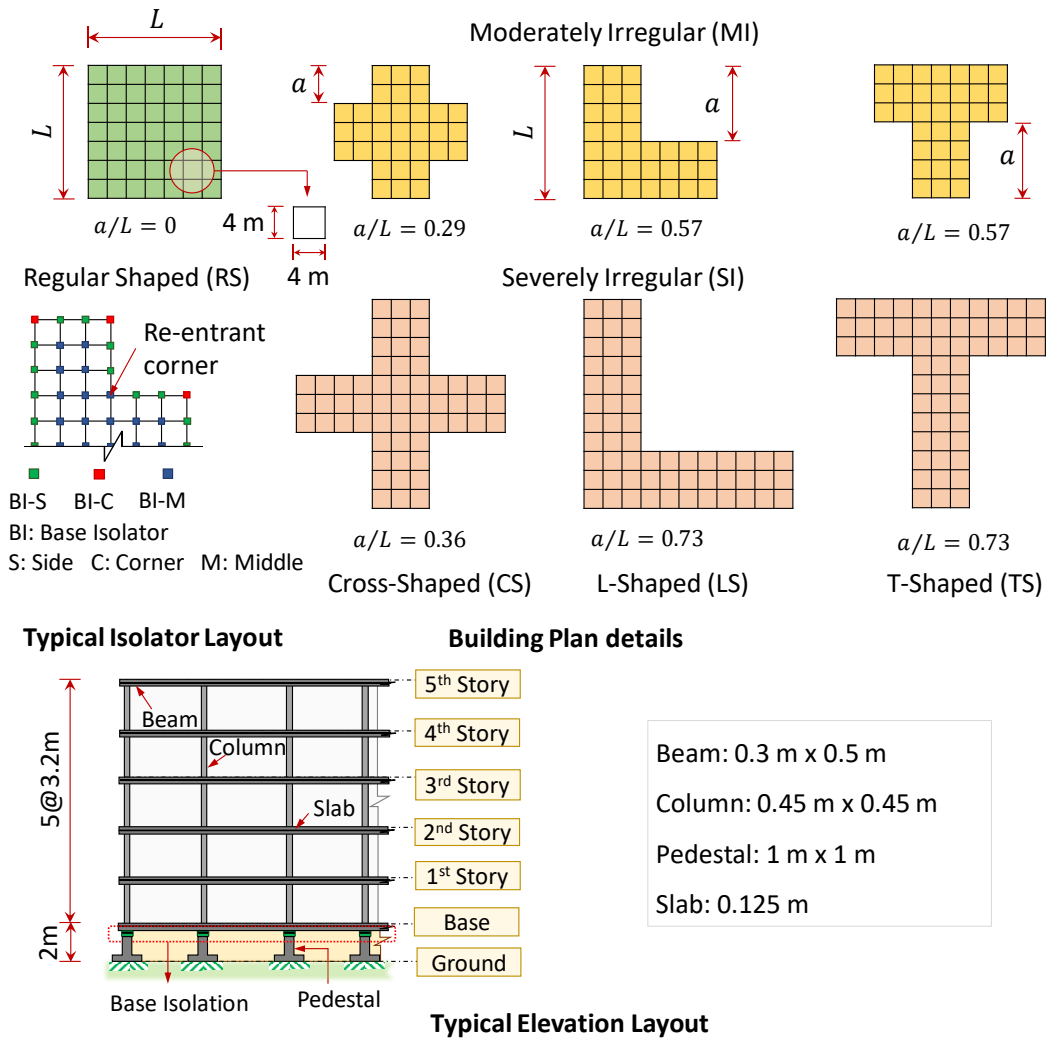 L
Moderately Irregular (MI)
L
a
L
a
a
4 m
4 m
a/L = 0
a/L = 0.29
a/L = 0.57
a/L = 0.57
Regular Shaped (RS)
Severely Irregular (SI)
Re-entrant
corner
BI-S BI-C BI-M
BI: Base Isolator
S: Side C: Corner M: Middle
a/L = 0.36
a/L = 0.73
a/L = 0.73
Cross-Shaped (CS)
L-Shaped (LS)
T-Shaped (TS)
Typical Isolator Layout
Building Plan details
5@3.2m
2m
Beam
Column
Slab
Base Isolation
Pedestal
5th Story
4th Story
3rd Story
2nd Story
1st Story
Base
Ground
Beam: 0.3 m x 0.5 m
Column: 0.45 m x 0.45 m
Pedestal: 1 m x 1 m
Slab: 0.125 m
Typical Elevation Layout